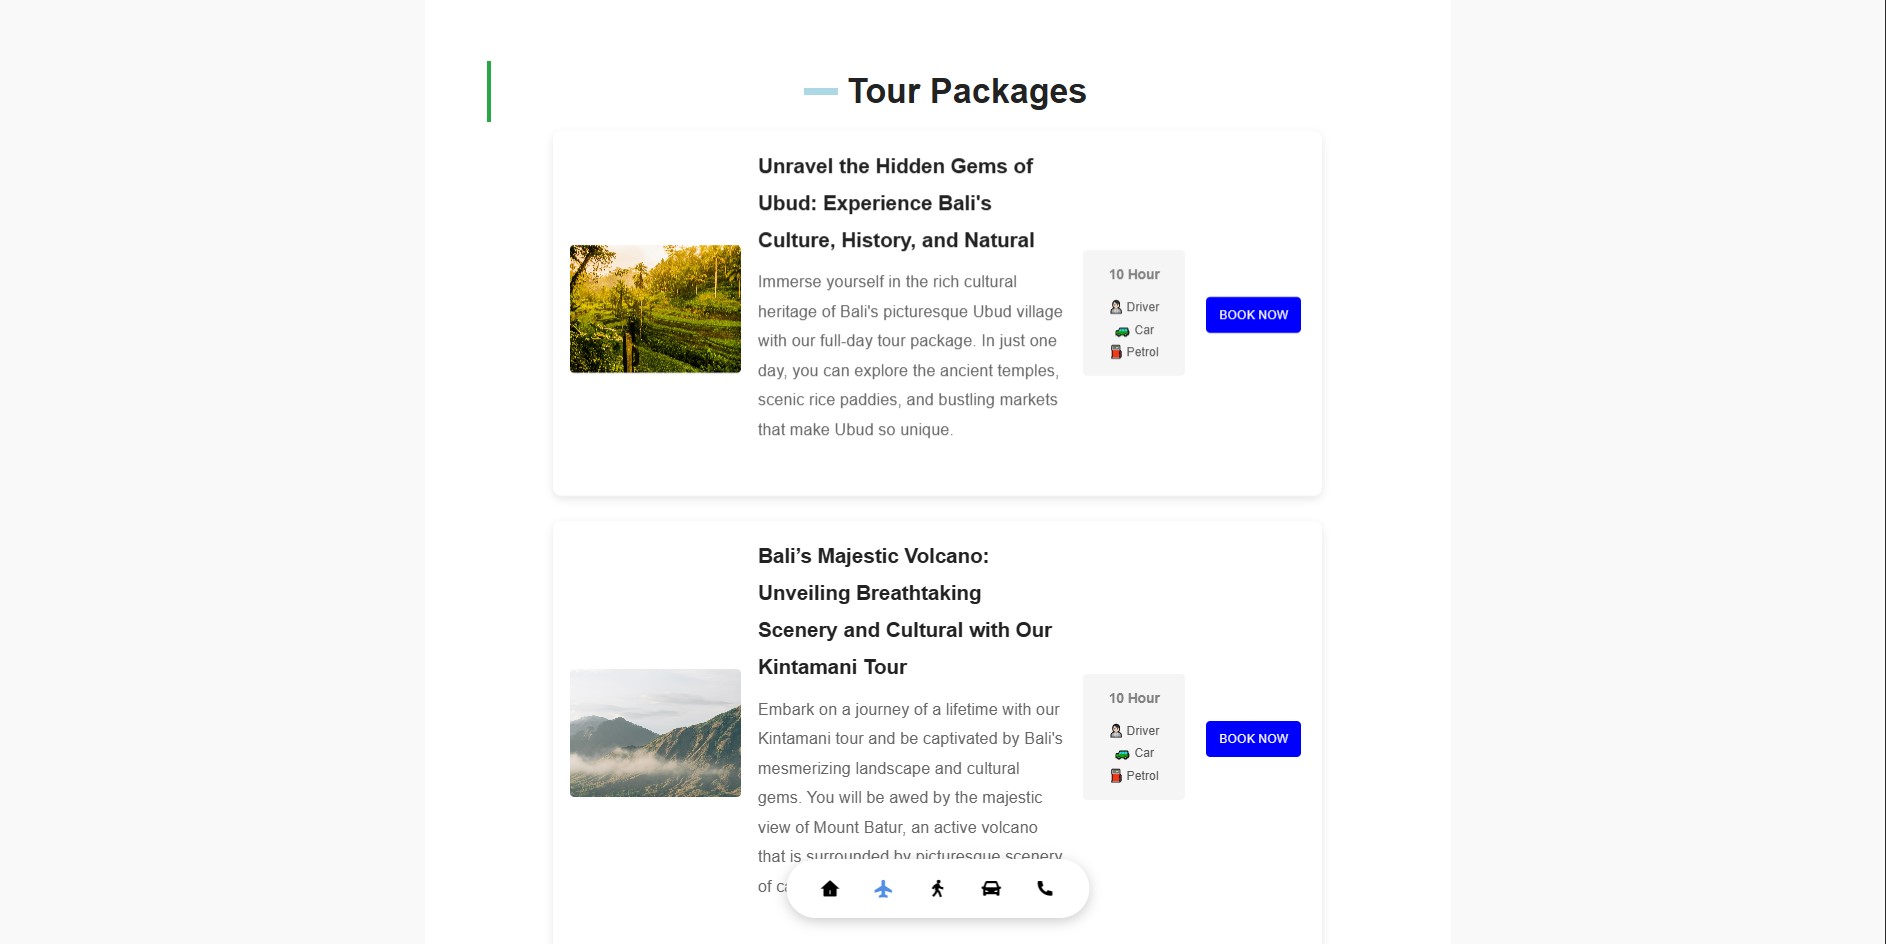 Tour Packages
Unravel the Hidden Gems of
Ubud: Experience Bali's
Culture, History, and Natural
Immerse yourself in the rich cultural
heritage of Bali's picturesque Ubud village
with our full-day tour package. In just one
day, you can explore the ancient temples,
scenic rice paddies, and bustling markets
that make Ubud so unique.
10 Hour
Driver
Car
Petrol
BOOK NOW
Bali’s Majestic Volcano:
Unveiling Breathtaking
Scenery and Cultural with Our
Kintamani Tour
Embark on a journey of a lifetime with our
Kintamani tour and be captivated by Bali's
mesmerizing landscape and cultural
gems. You will be awed by the majestic
view of Mount Batur, an active volcano
that is surrounded by picturesque scenery
of
10 Hour
Driver
Car
Petrol
BOOK NOW